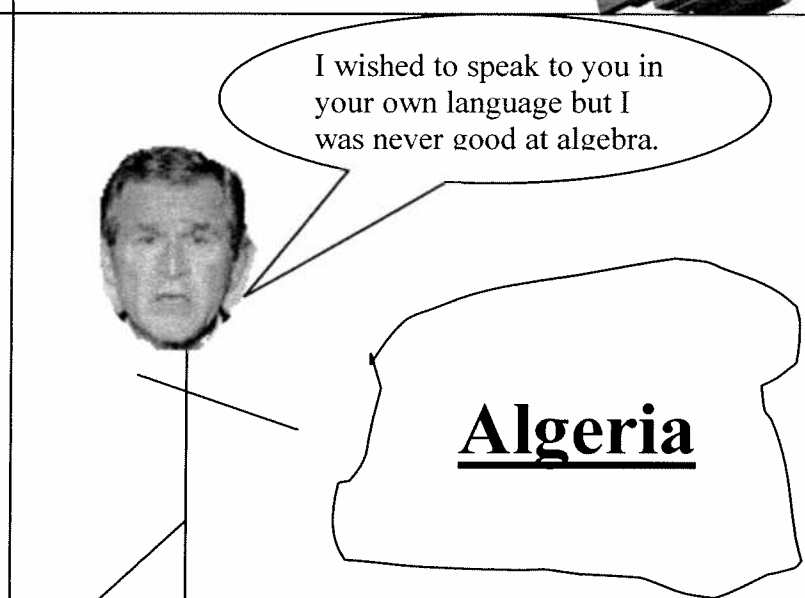 I wished to speak to you in
your own language but I
was never good at algebra.
Algeria